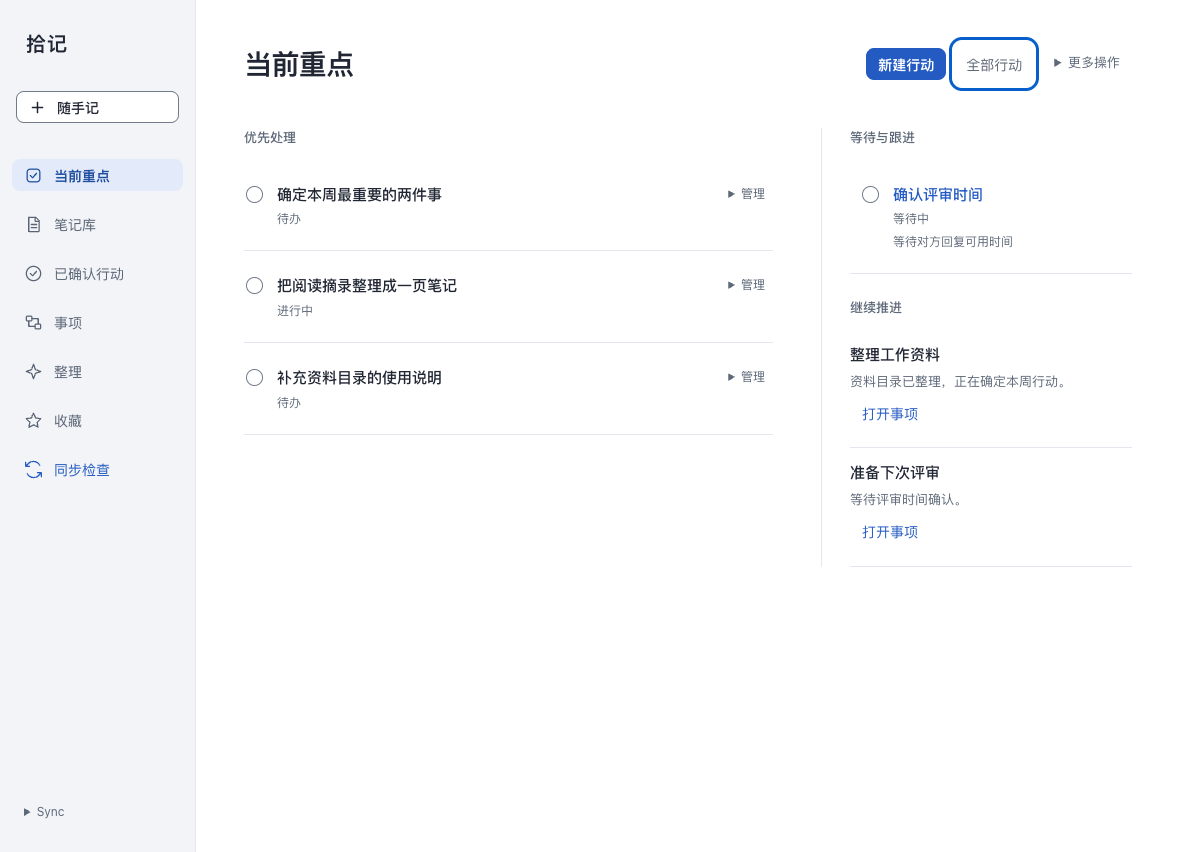 拾记
随手记
当前重点
笔记库
已确认行动
事项
整理
收藏
同步检查
Sync
当前重点
新建行动
全部行动
更多操作
优先处理
确定本周最重要的两件事
管理
待办
把阅读摘录整理成一页笔记
管理
进行中
补充资料目录的使用说明
管理
待办
等待与跟进
确认评审时间
等待中
等待对方回复可用时间
继续推进
整理工作资料
资料目录已整理，正在确定本周行动。
打开事项
准备下次评审
等待评审时间确认。
打开事项